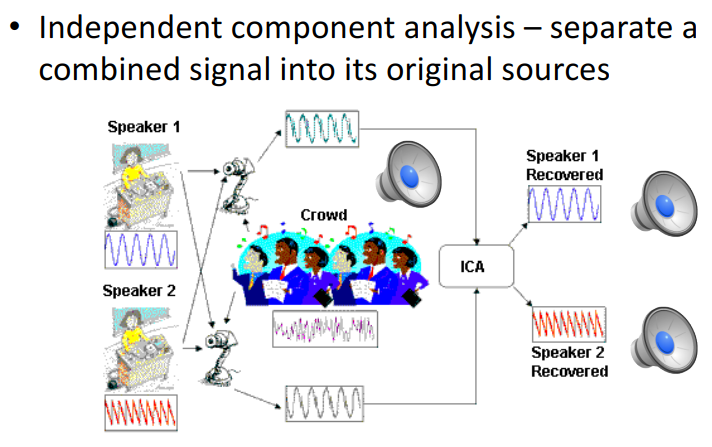 • Independent component analysis – separate a
combined signal into its original sources
Speaker 1
Speaker 2
Crowd
ICA
Speaker 1
Recovered
Speaker 2
Recovered